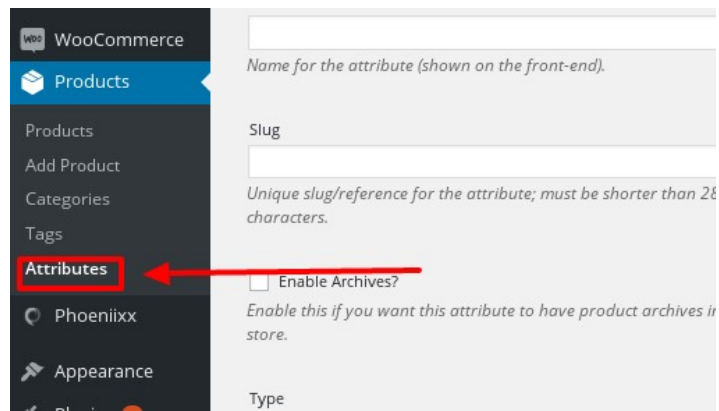 WooCommerce
Products
Products
Add Product
Categories
Tags
Attributes
Phoeniixx
Appearance
Name for the attribute (shown on the front-end).
Slug
Unique slug/reference for the attribute; must be shorter than 28
characters.
Enable Archives?
Enable this if you want this attribute to have product archives in
store.
Type